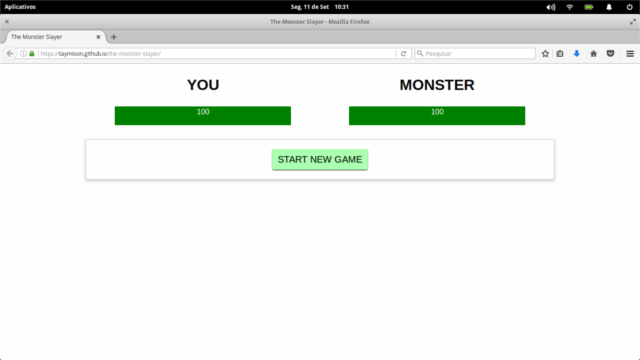 Aplicativos
Seg, 11 de Set 10:31
The Monster Slayer - Mozilla Firefox
The Monster Slayer
https://taymison.github.io/the-monster-slayer/
Pesquisar
YOU
MONSTER
100
100
START NEW GAME